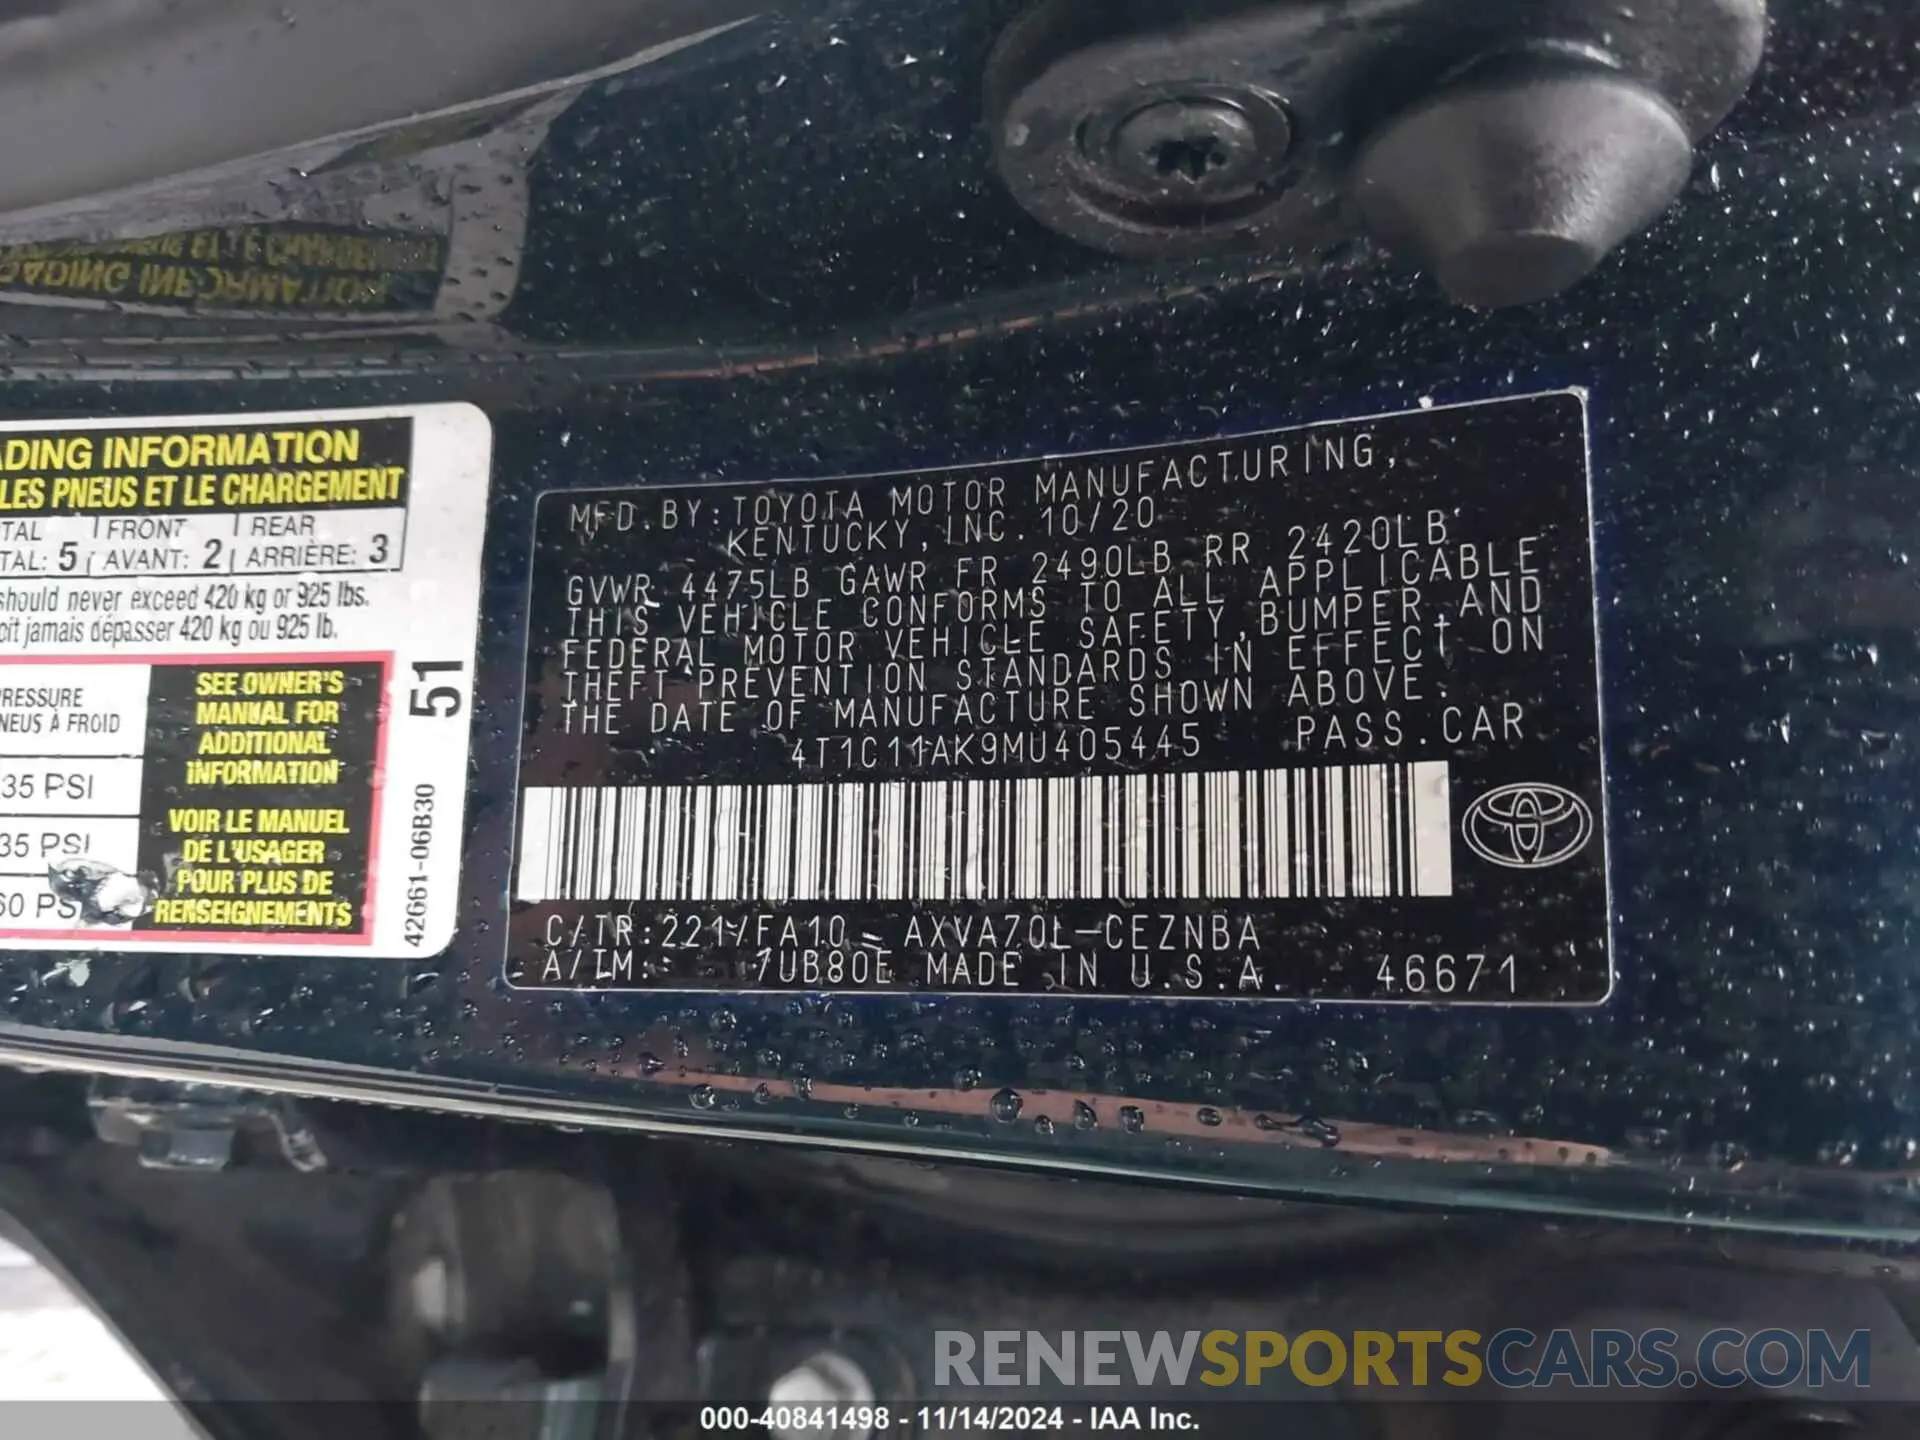 ADING INFORMATION
LES PNEUS ET LE CHARGEMENT
TAL FRONT REAR
TAL: 5 AVANT: 2 ARRIÈRE: 3
should never exceed 420 kg or 925 lbs.
oit jamais dépasser 420 kg ou 925 lb.
RESSURE
NEUS À FROID
35 PSI
35 PSI
60 PSI
SEE OWNER'S
MANUAL FOR
ADDITIONAL
INFORMATION
VOIR LE MANUEL
DE L'USAGER
POUR PLUS DE
RENSEIGNEMENTS
51
42661-06B30
MFD.BY:TOYOTA MOTOR MANUFACTURING,
KENTUCKY,INC. 10/20
GVWR 4475LB GAWR FR 2490LB RR 2420LB
THIS VEHICLE CONFORMS TO ALL APPLICABLE
FEDERAL MOTOR VEHICLE SAFETY,BUMPER,AND
THEFT PREVENTION STANDARDS IN EFFECT ON
THE DATE OF MANUFACTURE SHOWN ABOVE.
4T1C11AK9MU405445 PASS.CAR
C/TR:221/FA10 AXVA70L-CEZNBA
A/TM: UB80E MADE IN U.S.A. 46671
RENEWSPORTSCARS.COM
000-40841498 - 11/14/2024 - IAA Inc.